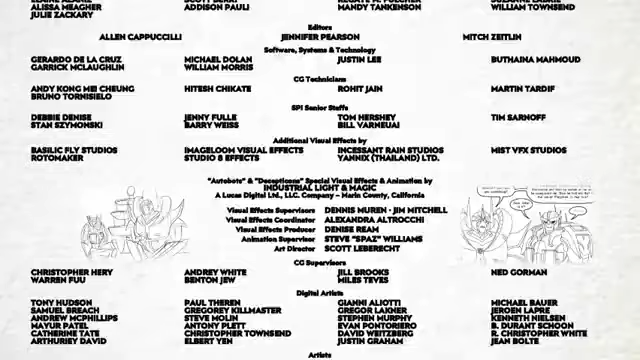 ALISSA MEAGHER ADDISON PAULI MANDY TANKENSON WILLIAM TOWNSEND
JULIE ZACKARY
Editors
ALLEN CAPPUCCILLI JENNIFER PEARSON MITCH ZEITLIN
Software, Systems & Technology
GERARDO DE LA CRUZ MICHAEL DOLAN JUSTIN LEE BUTHAINA MAHMOUD
GARRICK MCLAUGHLIN WILLIAM MORRIS
CG Technicians
ANDY KONG MEI CHEUNG HITESH CHIKATE ROHIT JAIN MARTIN TARDIF
BRUNO TORNISIELO
SPI Senior Staffs
DEBBIE DENISE JENNY FULLE TOM HERSHEY TIM SARNOFF
STAN SZYMONSKI BARRY WEISS BILL VARNEUAI
Additional Visual Effects by
BASILIC FLY STUDIOS IMAGELOOM VISUAL EFFECTS INCESSANT RAIN STUDIOS MIST VFX STUDIOS
ROTOMAKER STUDIO 8 EFFECTS YANNIX (THAILAND) LTD.
"Autobots" & "Decepticons" Special Visual Effects & Animation by
INDUSTRIAL LIGHT & MAGIC
A Lucas Digital Ltd., LLC. Company – Marin County, California
Visual Effects Supervisors DENNIS MUREN · JIM MITCHELL
Visual Effects Coordinator ALEXANDRA ALTROCCHI
Visual Effects Producer DENISE REAM
Animation Supervisor STEVE "SPAZ" WILLIAMS
Art Director SCOTT LEBERECHT
CG Supervisors
CHRISTOPHER HERY ANDREY WHITE JILL BROOKS NED GORMAN
WARREN FUU BENTON JEW MILES TEVES
Digital Artists
TONY HUDSON PAUL THEREN GIANNI ALIOTTI MICHAEL BAUER
SAMUEL BREACH GREGOREY KILLMASTER GREGOR LAKNER JEROEN LAPRE
ANDREW MCPHILLIPS STEVE MOLIN STEPHEN MURPHY KENNETH NIELSEN
MAYUR PATEL ANTONY PLETT EVAN PONTORIERO B. DURANT SCHOON
CATHERINE TATE CHRISTOPHER TOWNSEND DAVID WEITZBERG R. CHRISTOPHER WHITE
ARTHURIEY DAVID ELBERT YEN JUSTIN GRAHAM JEAN BOLTE
Artists